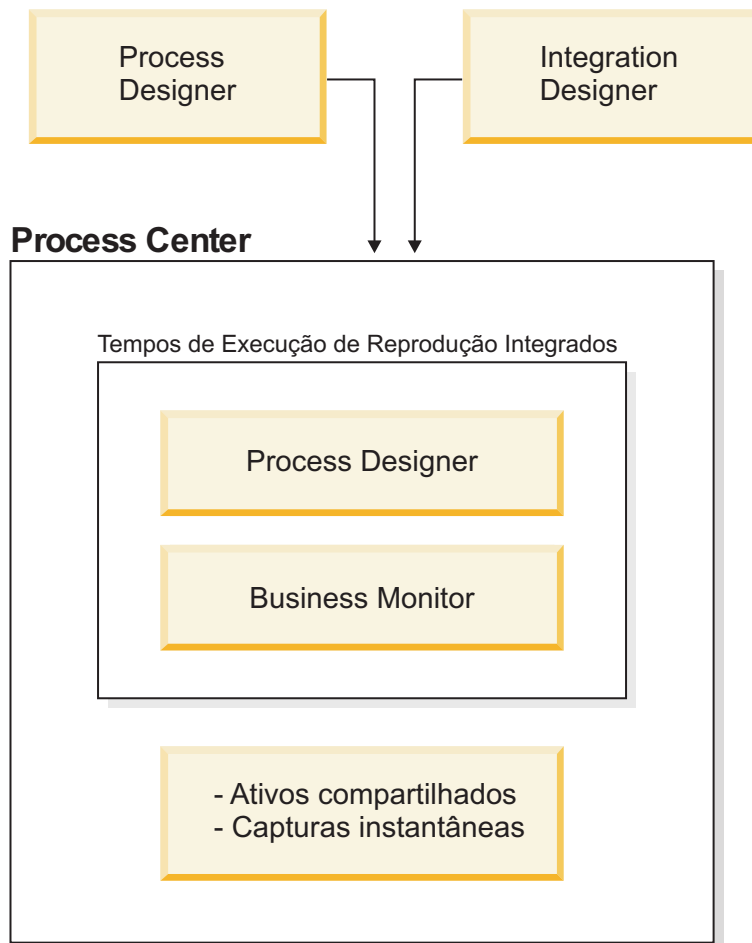 Process
Designer
Integration
Designer
Process Center
Tempos de Execução de Reprodução Integrados
Process Designer
Business Monitor
- Ativos compartilhados
- Capturas instantâneas